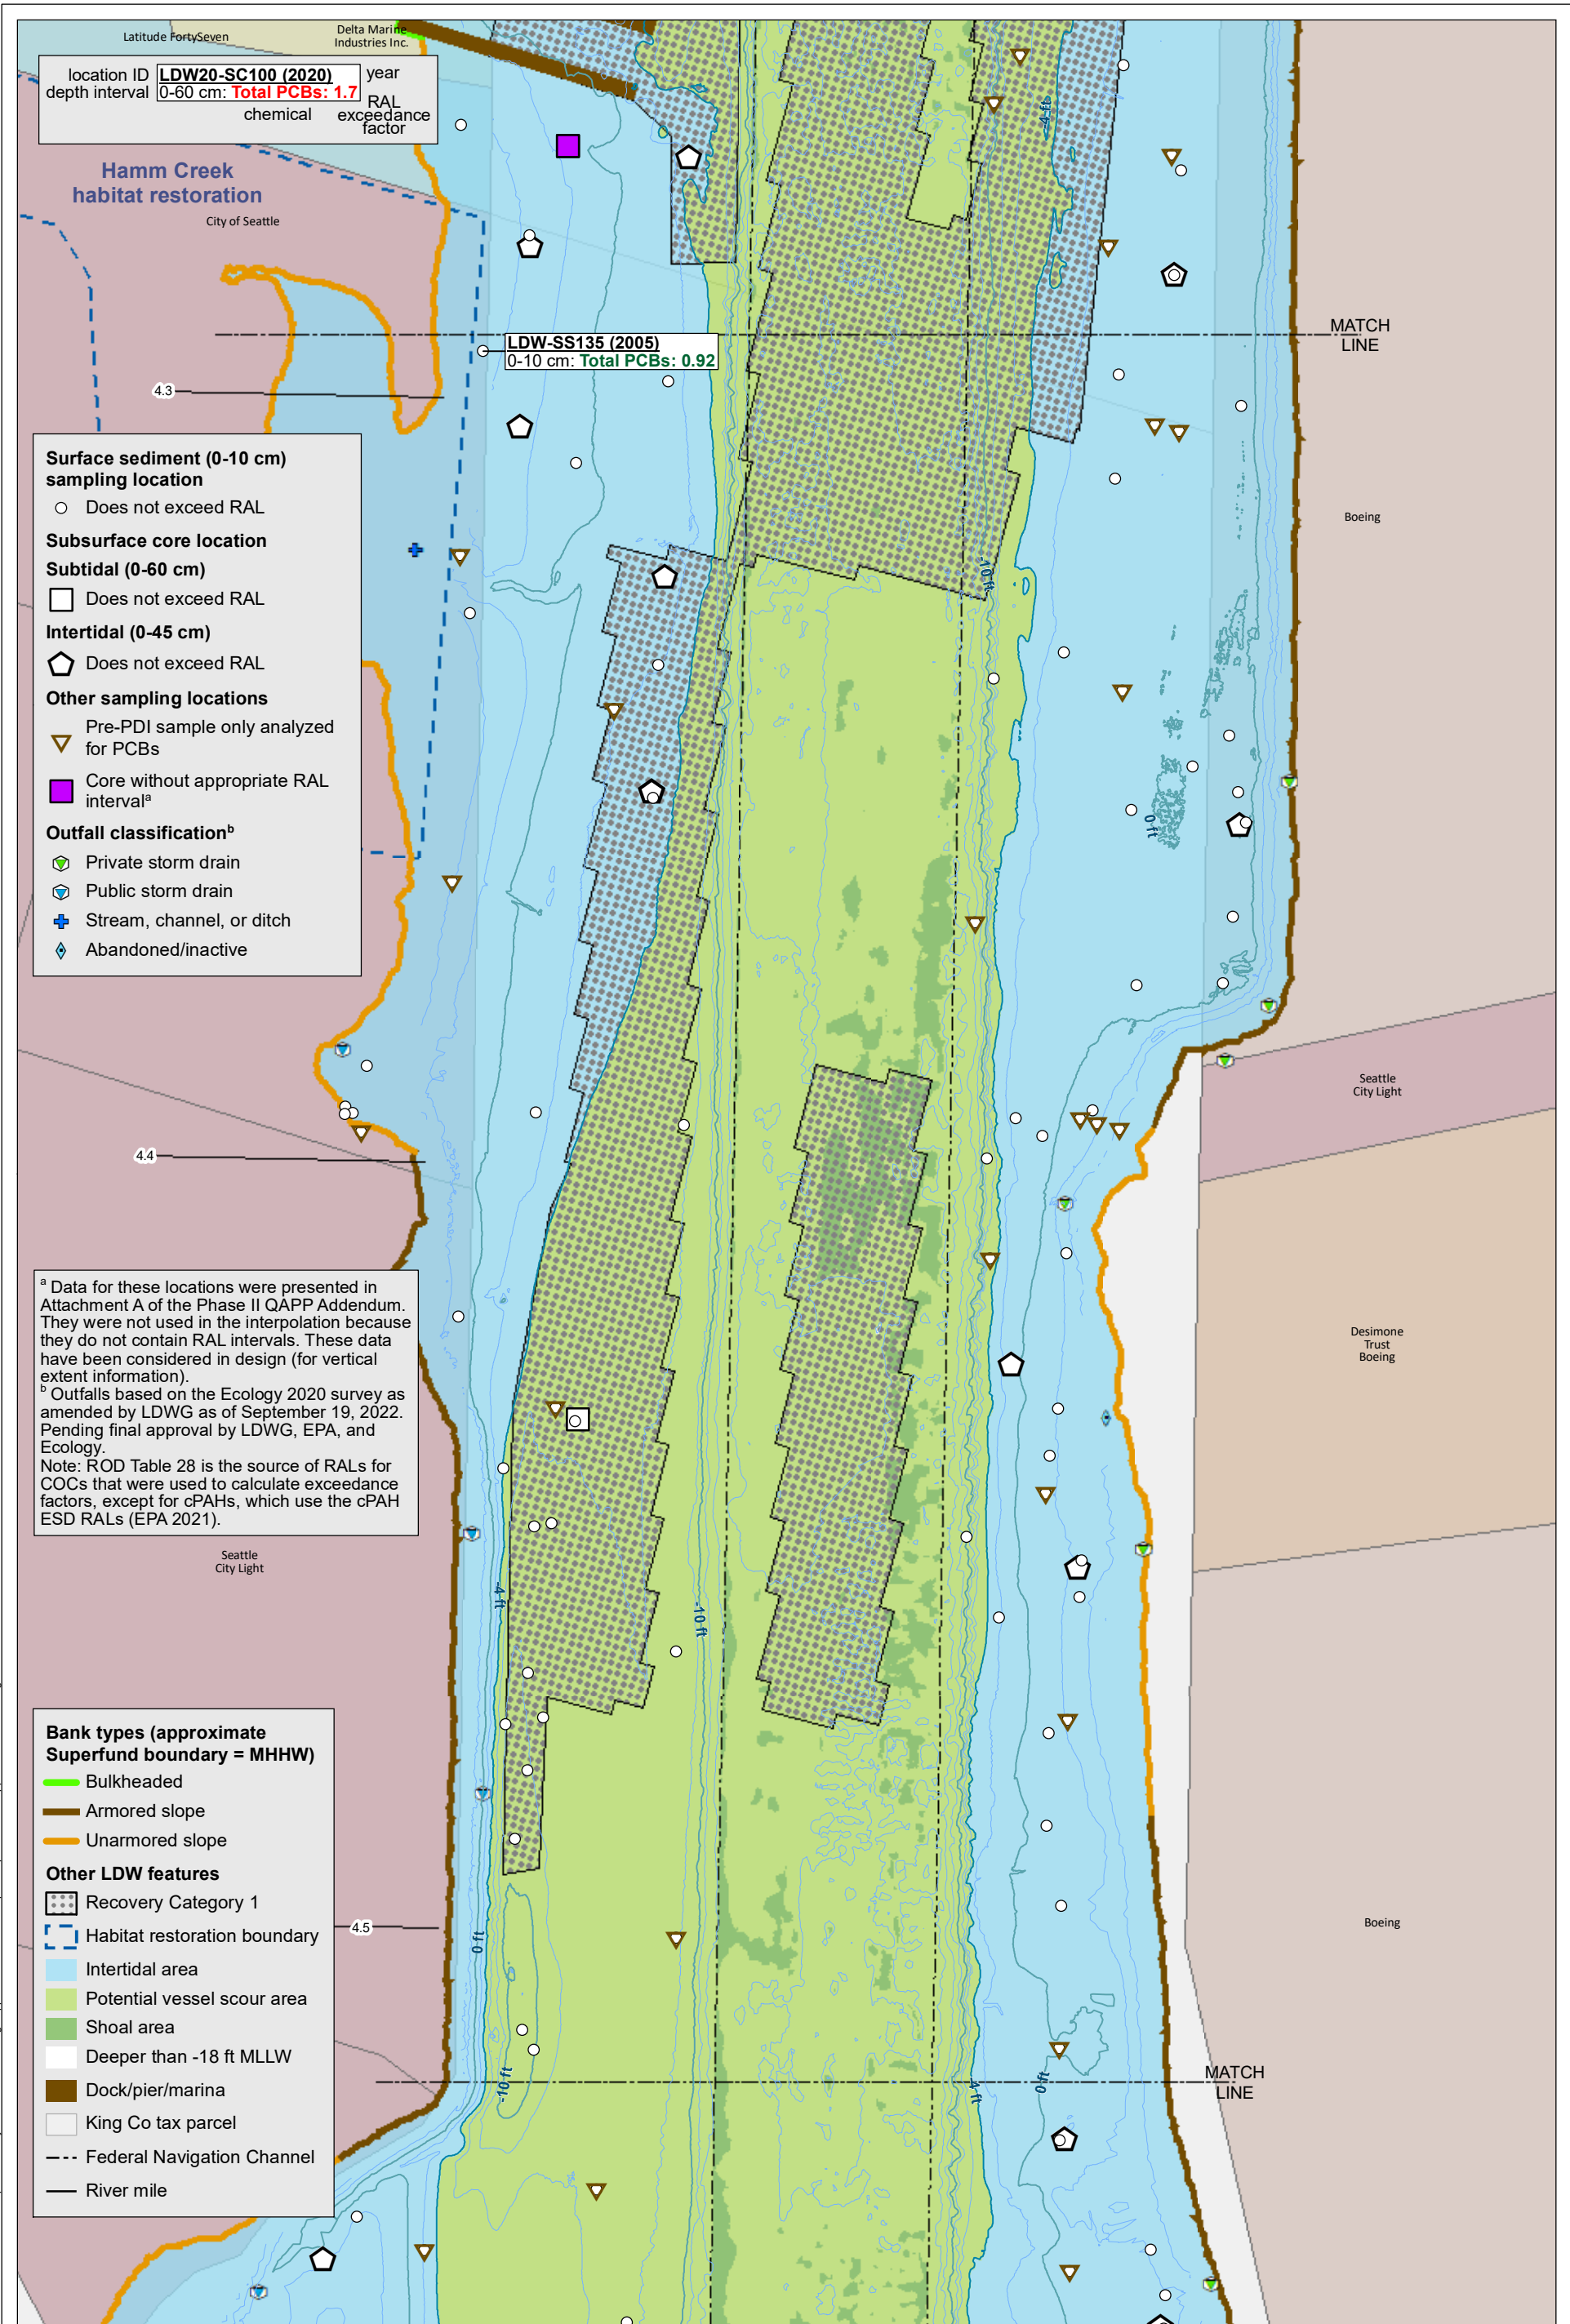 Latitude FortySeven
Delta Marine
Industries Inc.
location ID
depth interval
LDW20-SC100 (2020)
0-60 cm: Total PCBs: 1.7
year
chemical
RAL
exceedance
factor
Hamm Creek
habitat restoration
City of Seattle
-4 ft
MATCH
LINE
LDW-SS135 (2005)
0-10 cm: Total PCBs: 0.92
4.3
Surface sediment (0-10 cm)
sampling location
Does not exceed RAL
Subsurface core location
Subtidal (0-60 cm)
Does not exceed RAL
Intertidal (0-45 cm)
Does not exceed RAL
Other sampling locations
Pre-PDI sample only analyzed
for PCBs
Core without appropriate RAL
intervalᵃ
Outfall classificationᵇ
Private storm drain
Public storm drain
Stream, channel, or ditch
Abandoned/inactive
Boeing
-10 ft
0 ft
Seattle
City Light
4.4
ᵃ Data for these locations were presented in
Attachment A of the Phase II QAPP Addendum.
They were not used in the interpolation because
they do not contain RAL intervals. These data
have been considered in design (for vertical
extent information).
ᵇ Outfalls based on the Ecology 2020 survey as
amended by LDWG as of September 19, 2022.
Pending final approval by LDWG, EPA, and
Ecology.
Note: ROD Table 28 is the source of RALs for
COCs that were used to calculate exceedance
factors, except for cPAHs, which use the cPAH
ESD RALs (EPA 2021).
Desimone
Trust
Boeing
Seattle
City Light
-4 ft
-10 ft
Bank types (approximate
Superfund boundary = MHHW)
Bulkheaded
Armored slope
Unarmored slope
Other LDW features
Recovery Category 1
Habitat restoration boundary
Intertidal area
Potential vessel scour area
Shoal area
Deeper than -18 ft MLLW
Dock/pier/marina
King Co tax parcel
Federal Navigation Channel
River mile
4.5
0 ft
Boeing
-10 ft
-4 ft
0 ft
MATCH
LINE